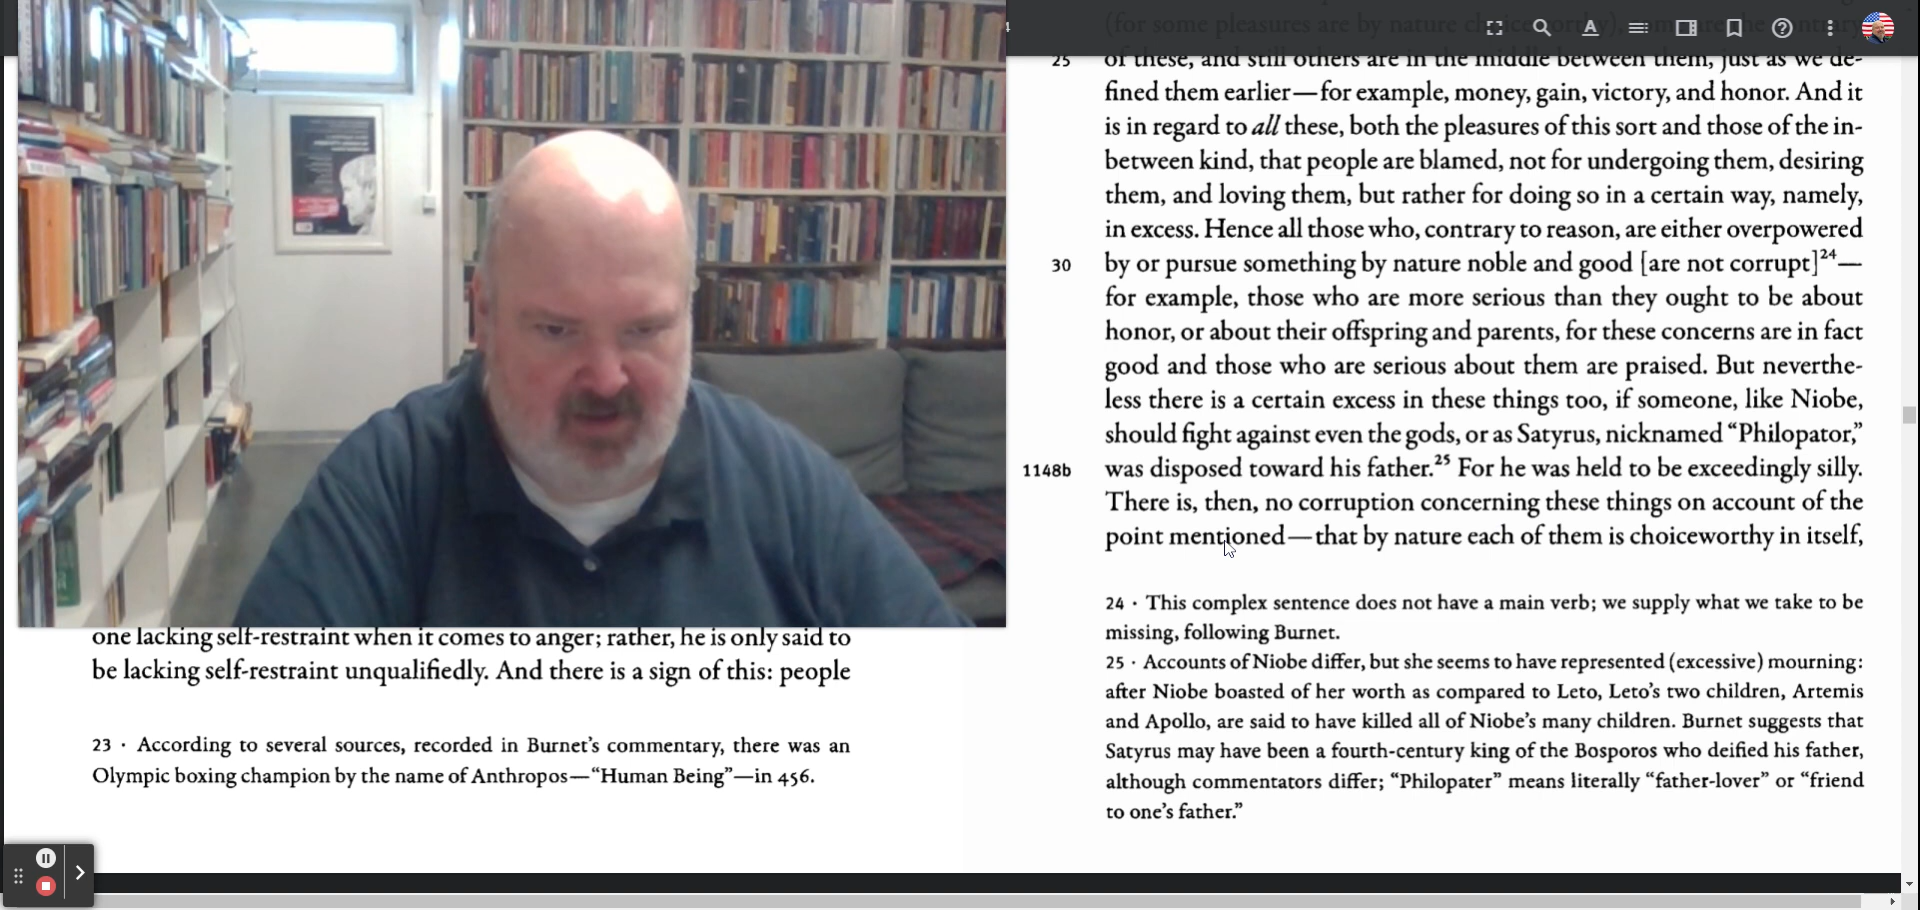 one lacking self-restraint when it comes to anger; rather, he is only said to
be lacking self-restraint unqualifiedly. And there is a sign of this: people
23 · According to several sources, recorded in Burnet's commentary, there was an
Olympic boxing champion by the name of Anthropos—“Human Being”—in 456.
(for some pleasures are by nature choiceworthy),
25 of these, and still others are in the middle between them, just as we de-
fined them earlier—for example, money, gain, victory, and honor. And it
is in regard to all these, both the pleasures of this sort and those of the in-
between kind, that people are blamed, not for undergoing them, desiring
them, and loving them, but rather for doing so in a certain way, namely,
in excess. Hence all those who, contrary to reason, are either overpowered
30 by or pursue something by nature noble and good [are not corrupt]24—
for example, those who are more serious than they ought to be about
honor, or about their offspring and parents, for these concerns are in fact
good and those who are serious about them are praised. But neverthe-
less there is a certain excess in these things too, if someone, like Niobe,
should fight against even the gods, or as Satyrus, nicknamed “Philopator,”
1148b was disposed toward his father.25 For he was held to be exceedingly silly.
There is, then, no corruption concerning these things on account of the
point mentioned—that by nature each of them is choiceworthy in itself,
24 · This complex sentence does not have a main verb; we supply what we take to be
missing, following Burnet.
25 · Accounts of Niobe differ, but she seems to have represented (excessive) mourning:
after Niobe boasted of her worth as compared to Leto, Leto's two children, Artemis
and Apollo, are said to have killed all of Niobe's many children. Burnet suggests that
Satyrus may have been a fourth-century king of the Bosporos who deified his father,
although commentators differ; “Philopater” means literally “father-lover” or “friend
to one's father.”